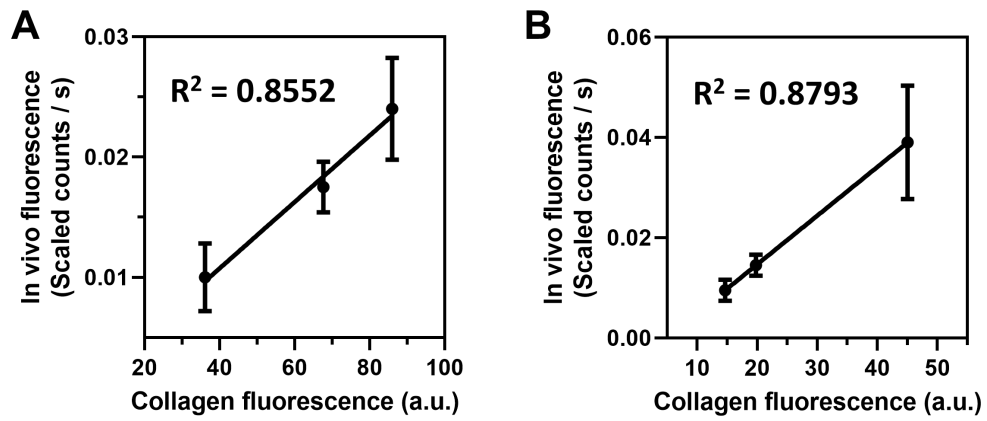 A
In vivo fluorescence
(Scaled counts / s)
0.03
0.02
0.01
R² = 0.8552
20 40 60 80 100
Collagen fluorescence (a.u.)
B
In vivo fluorescence
(Scaled counts / s)
0.06
0.04
0.02
0.00
R² = 0.8793
10 20 30 40 50
Collagen fluorescence (a.u.)